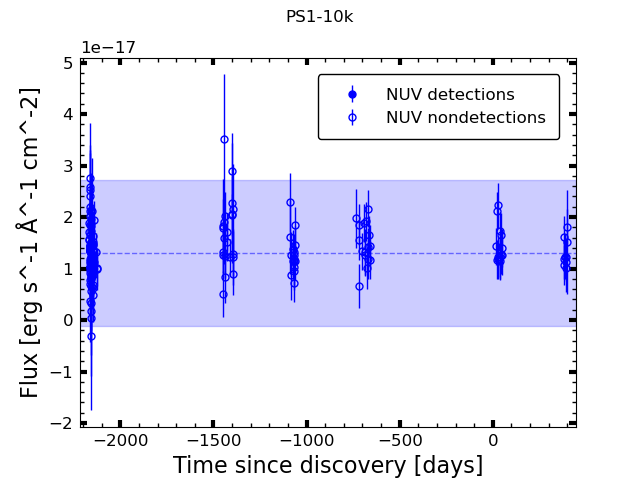 PS1-10k
1e−17
5
4
3
2
1
0
−1
−2
Flux [erg s^-1 Å^-1 cm^-2]
NUV detections
NUV nondetections
−2000 −1500 −1000 −500 0
Time since discovery [days]